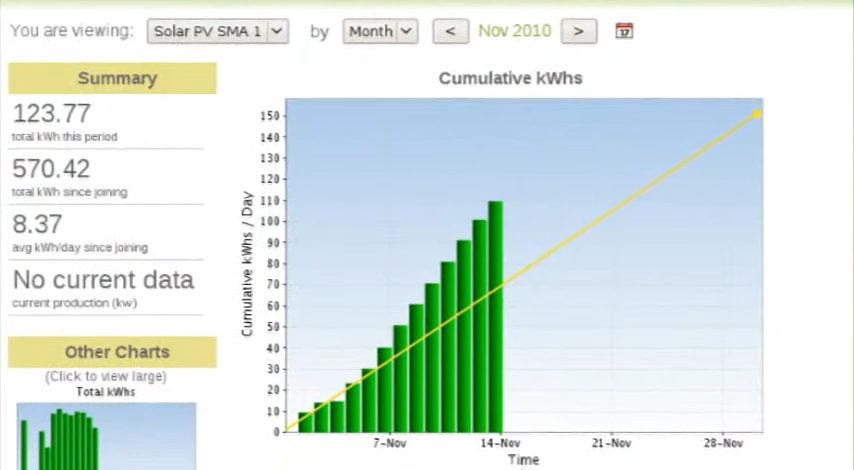 You are viewing: Solar PV SMA 1 by Month < Nov 2010 > 17
Summary
123.77
total kWh this period
570.42
total kWh since joining
8.37
avg kWh/day since joining
No current data
current production (kw)
Other Charts
(Click to view large)
Total kWhs
Cumulative kWhs
Cumulative kWhs / Day
150
140
130
120
110
100
90
80
70
60
50
40
30
20
10
0
7-Nov 14-Nov 21-Nov 28-Nov
Time